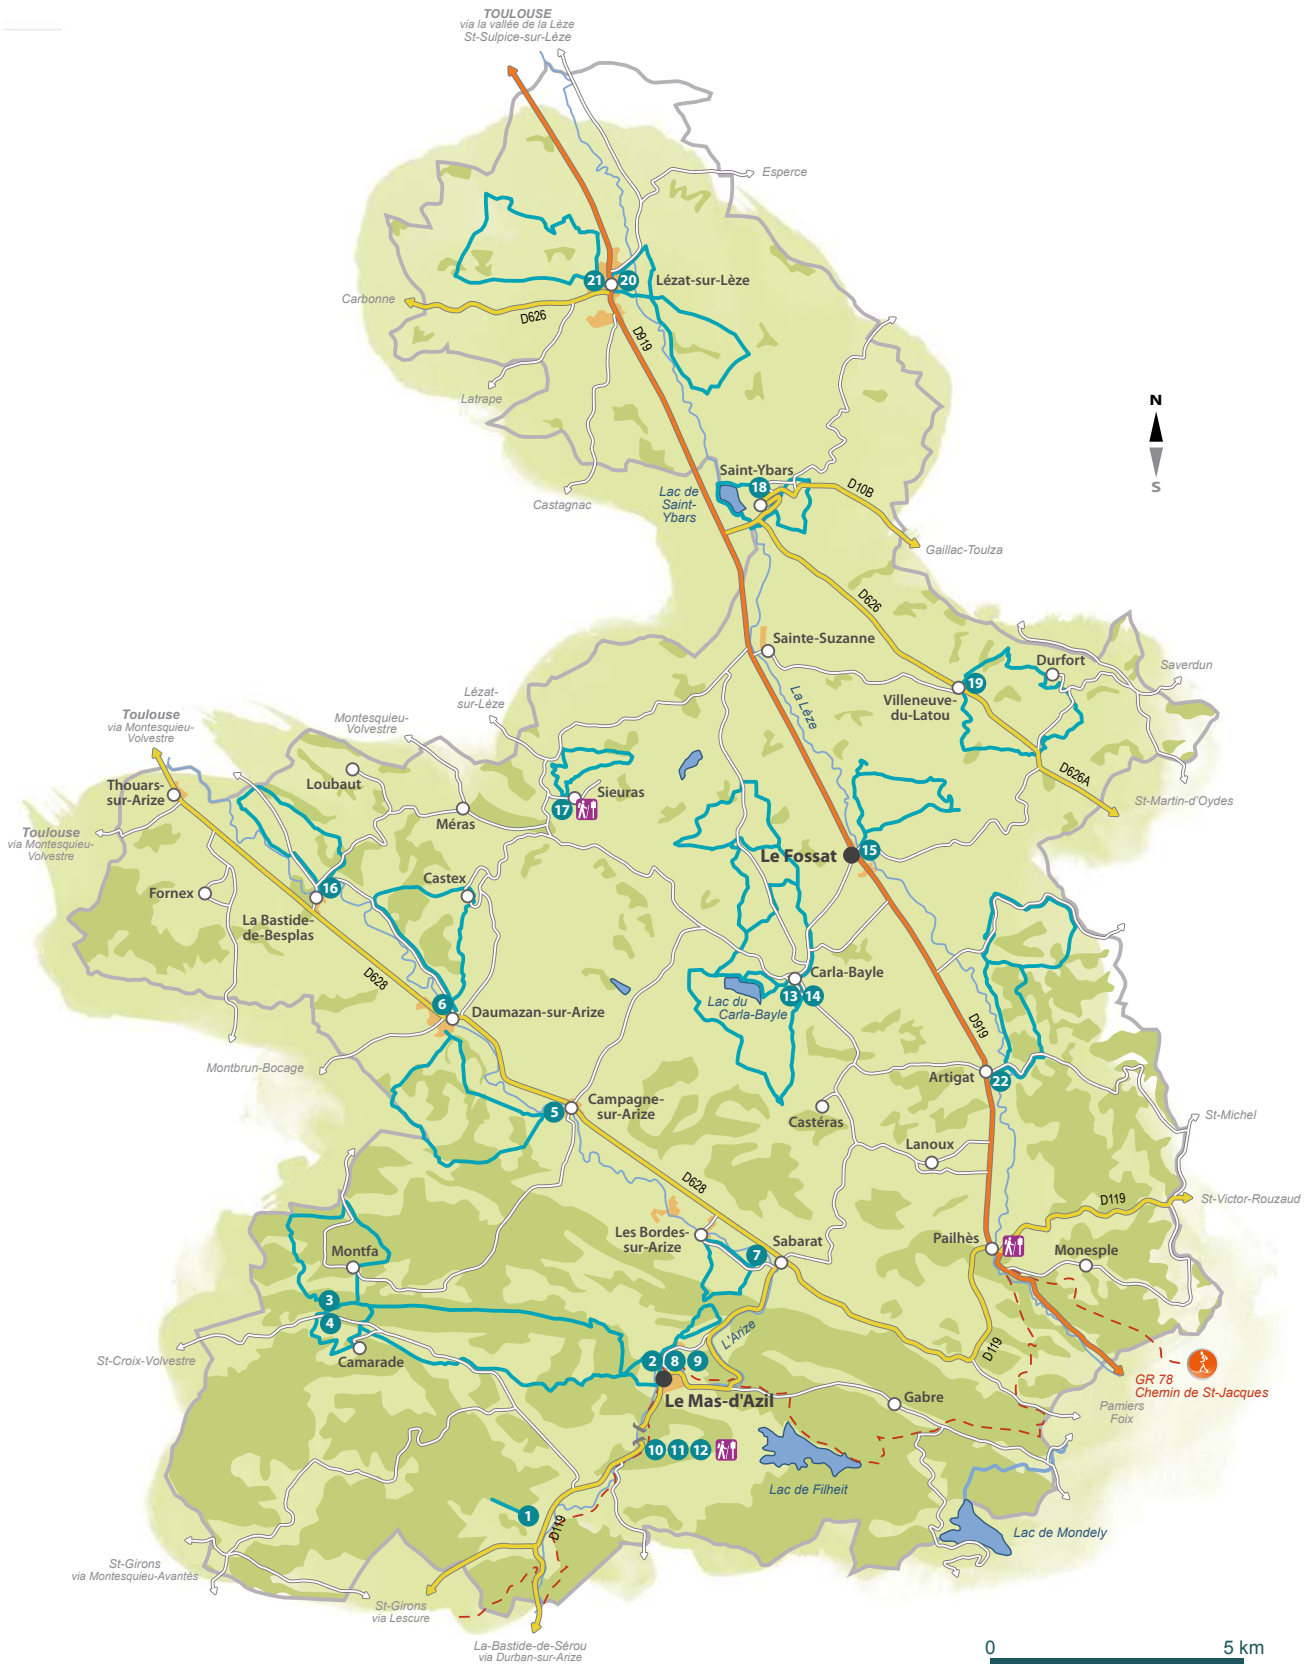 TOULOUSE
via la vallée de la Lèze
St-Sulpice-sur-Lèze
Esperce
21
20
Lézat-sur-Lèze
Carbonne
D626
D919
Latrape
N
S
Saint-Ybars
18
Lac de
Saint-
Ybars
D10B
Castagnac
Gaillac-Toulza
D626
Sainte-Suzanne
Durfort
Saverdun
19
Villeneuve-
du-Latou
La Lèze
Lézat-
sur-Lèze
Toulouse
via Montesquieu-
Volvestre
Montesquieu-
Volvestre
D626A
St-Martin-d'Oydes
Thouars-
sur-Arize
Loubaut
Sieuras
17
Méras
Toulouse
via Montesquieu-
Volvestre
Le Fossat
15
Castex
16
Fornex
La Bastide-
de-Besplas
D628
Carla-Bayle
13
14
Lac du
Carla-Bayle
6
Daumazan-sur-Arize
D919
Montbrun-Bocage
Artigat
22
Campagne-
sur-Arize
5
Castéras
St-Michel
Lanoux
D628
D119
St-Victor-Rouzaud
Les Bordes-
sur-Arize
7
Sabarat
Pailhès
Monesple
Montfa
3
4
L'Arize
D119
St-Croix-Volvestre
Camarade
2
8
9
GR 78
Chemin de St-Jacques
Le Mas-d'Azil
Gabre
Pamiers
Foix
10
11
12
Lac de Filheit
1
D119
Lac de Mondely
St-Girons
via Montesquieu-Avantès
St-Girons
via Lescure
La-Bastide-de-Sérou
via Durban-sur-Arize
0
5 km